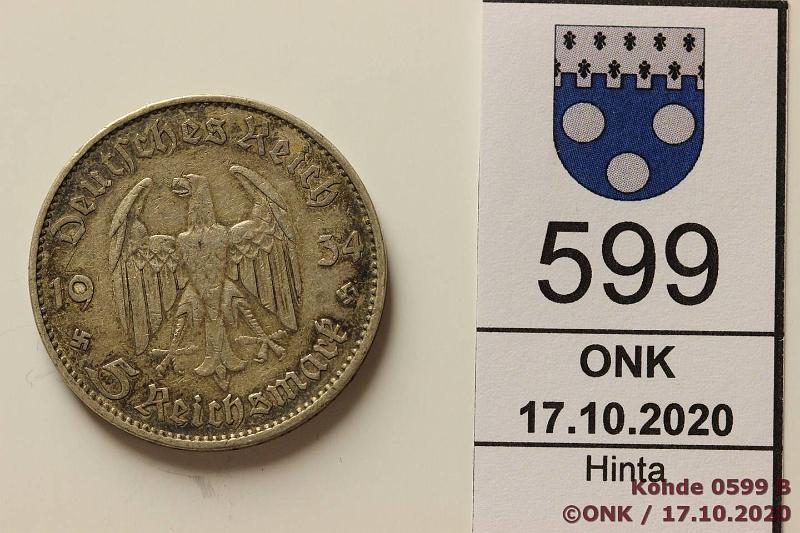 Deutsches Reich
19 34
5 Reichsmark
599
ONK
17.10.2020
Hinta
Kohde 0599 B
©ONK / 17.10.2020